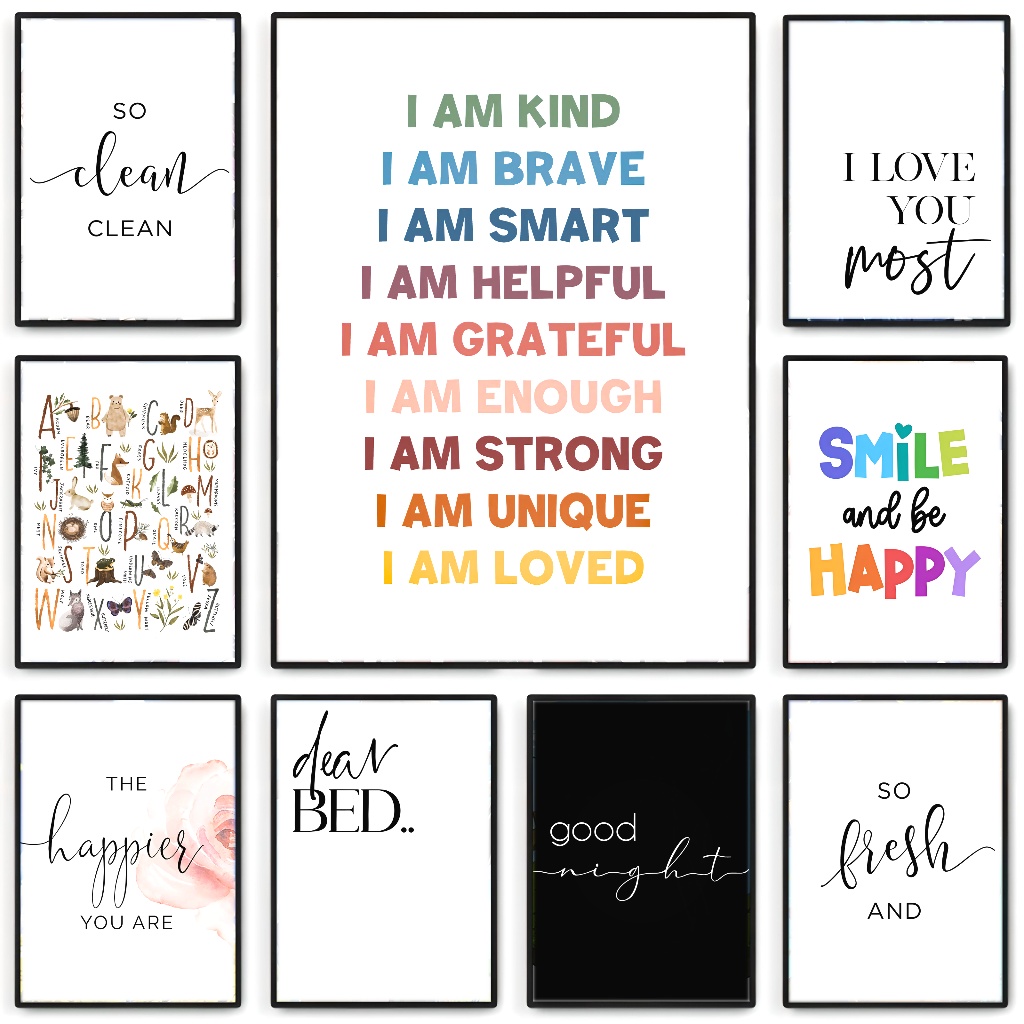 SO
clean
CLEAN
I AM KIND
I AM BRAVE
I AM SMART
I AM HELPFUL
I AM GRATEFUL
I AM ENOUGH
I AM STRONG
I AM UNIQUE
I AM LOVED
I LOVE
YOU
most
A B C D
E F G H
I J K L M
N O P Q R
S T U V
W X Y Z
SMiLE
and be
HAPPY
THE
happier
YOU ARE
dear
BED..
good
night
SO
fresh
AND